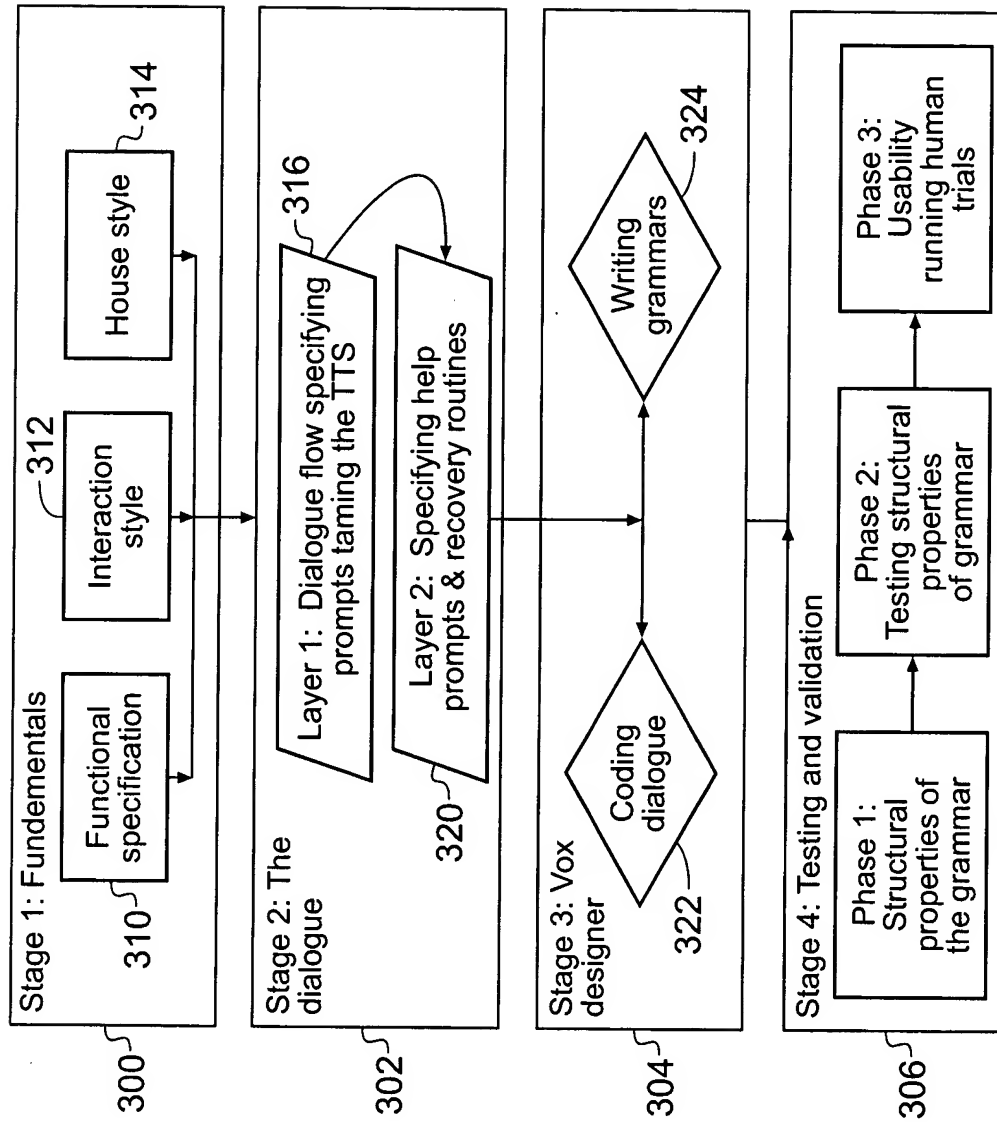 Stage 1: Fundementals
310
Functional
specification
312
Interaction
style
House style
314
300
Stage 2: The
dialogue
Layer 1: Dialogue flow specifying
prompts taming the TTS
316
Layer 2: Specifying help
prompts & recovery routines
320
302
Stage 3: Vox
designer
Coding
dialogue
322
Writing
grammars
324
304
Stage 4: Testing and validation
Phase 1:
Structural
properties of
the grammar
Phase 2:
Testing structural
properties
of grammar
Phase 3:
Usability
running human
trials
306